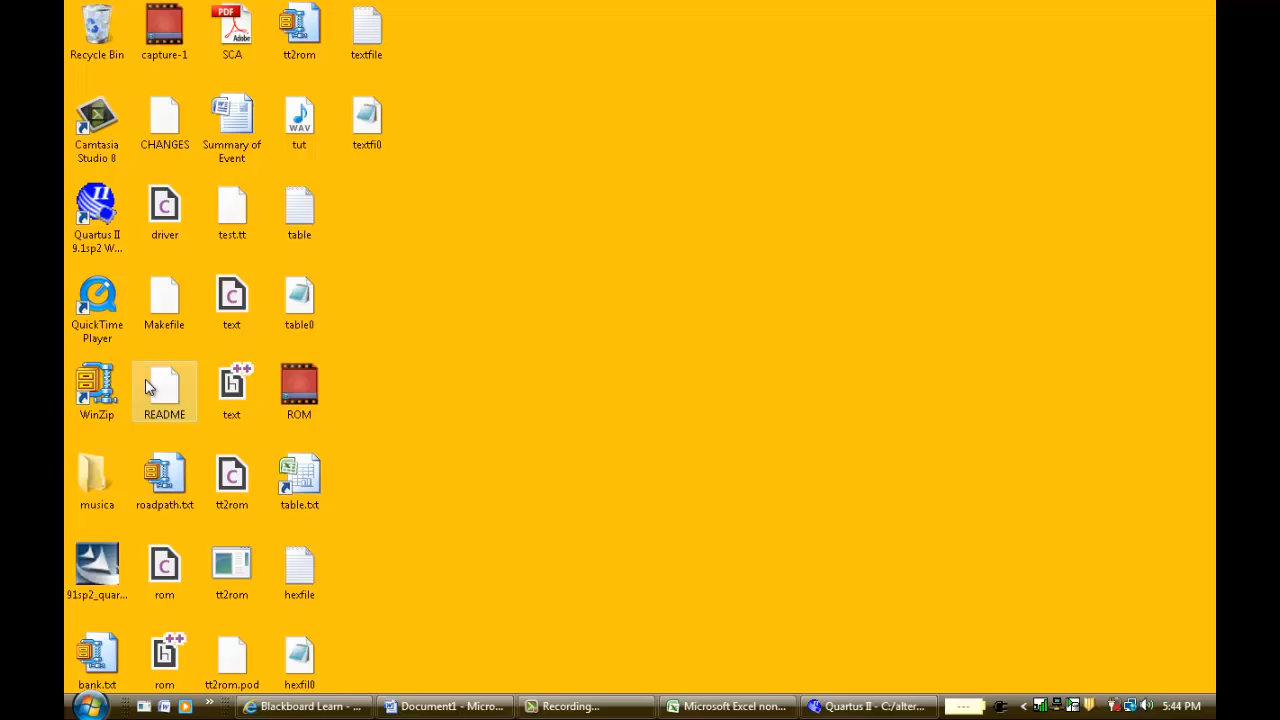 Recycle Bin
capture-1
SCA
tt2rom
textfile
Camtasia
Studio 8
CHANGES
Summary of
Event
tut
textfi0
Quartus II
9.1sp2 W...
driver
test.tt
table
QuickTime
Player
Makefile
text
table0
WinZip
README
text
ROM
musica
roadpath.txt
tt2rom
table.txt
91sp2_quar...
rom
tt2rom
hexfile
bank.txt
rom
tt2rom.pod
hexfil0
PDF
Adobe
WAV
Blackboard Learn - ...
Document1 - Micro...
Recording...
Microsoft Excel non...
Quartus II - C:/alter...
5:44 PM